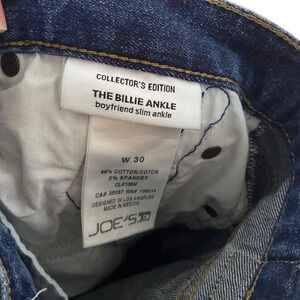 COLLECTOR'S EDITION
THE BILLIE ANKLE
boyfriend slim ankle
W 30
98% COTTON/COTON
2% SPANDEX
DESIGNED IN LOS ANGELES
MADE IN MEXICO
JOE'S